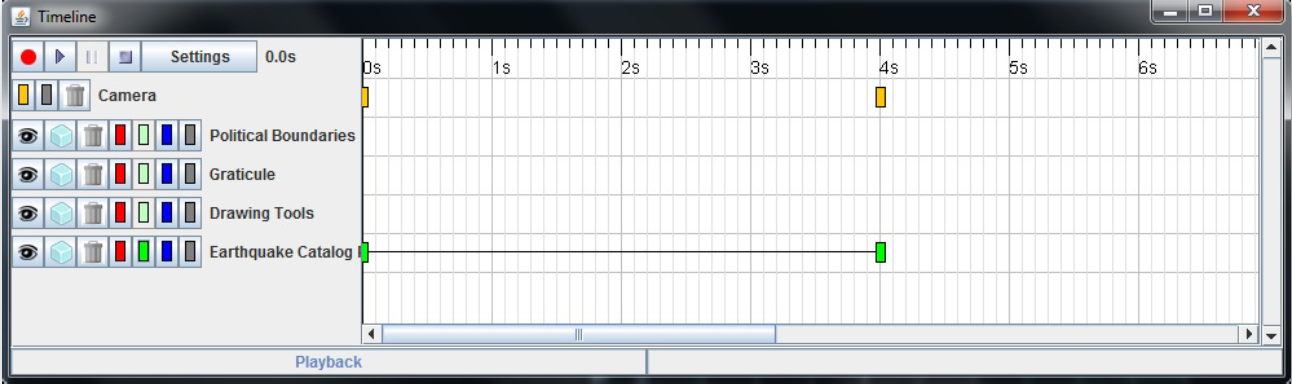 Timeline
Settings 0.0s
0s 1s 2s 3s 4s 5s 6s
Camera
Political Boundaries
Graticule
Drawing Tools
Earthquake Catalog
Playback